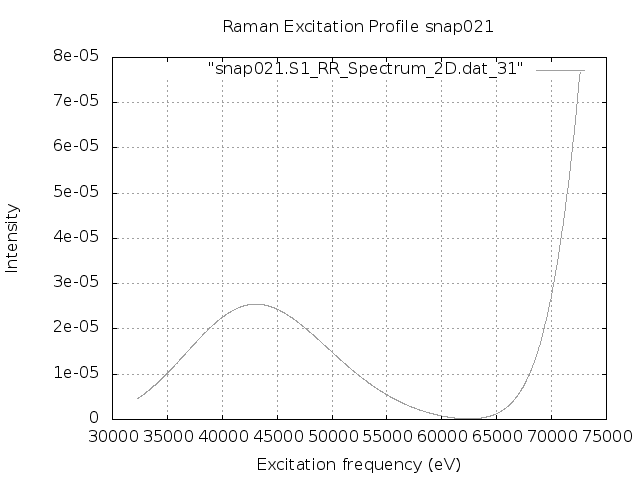 Raman Excitation Profile snap021
"snap021.S1_RR_Spectrum_2D.dat_31"
8e-05
7e-05
6e-05
5e-05
4e-05
3e-05
2e-05
1e-05
0
Intensity
30000 35000 40000 45000 50000 55000 60000 65000 70000 75000
Excitation frequency (eV)